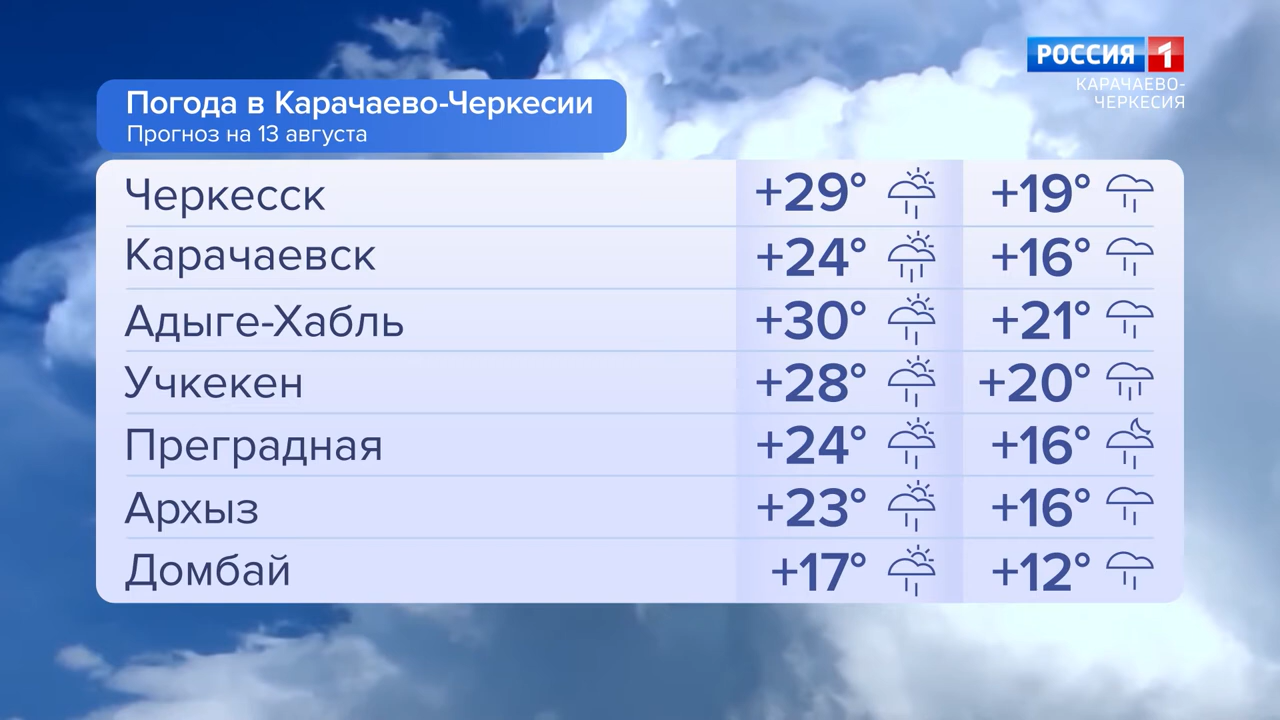 РОССИЯ 1
КАРАЧАЕВО-
ЧЕРКЕСИЯ
Погода в Карачаево-Черкесии
Прогноз на 13 августа
Черкесск +29° +19°
Карачаевск +24° +16°
Адыге-Хабль +30° +21°
Учкекен +28° +20°
Преградная +24° +16°
Архыз +23° +16°
Домбай +17° +12°